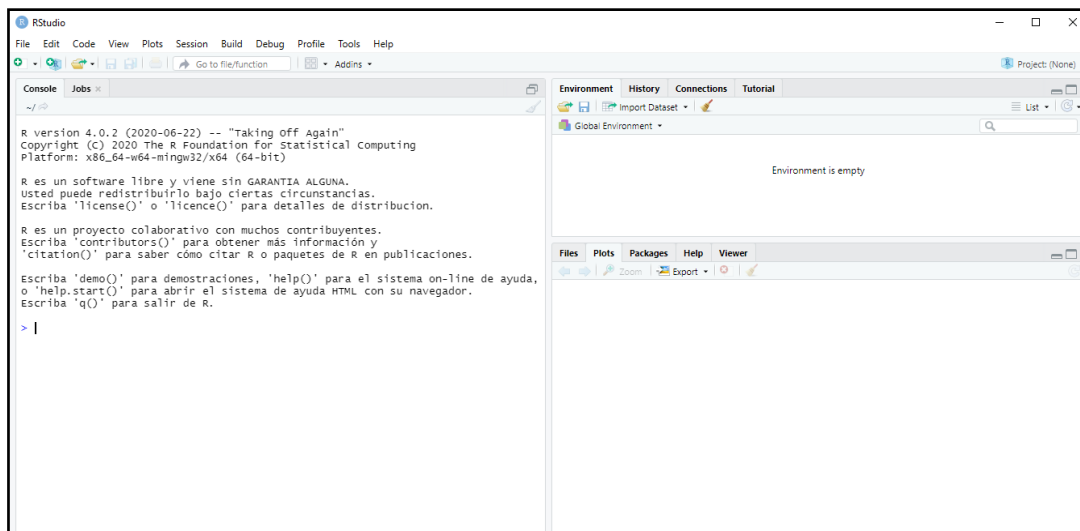 RStudio
File Edit Code View Plots Session Build Debug Profile Tools Help
Go to file/function Addins Project: (None)
Console Jobs
~/
R version 4.0.2 (2020-06-22) -- "Taking Off Again"
Copyright (C) 2020 The R Foundation for Statistical Computing
Platform: x86_64-w64-mingw32/x64 (64-bit)
R es un software libre y viene sin GARANTIA ALGUNA.
Usted puede redistribuirlo bajo ciertas circunstancias.
Escriba 'license()' o 'licence()' para detalles de distribucion.
R es un proyecto colaborativo con muchos contribuyentes.
Escriba 'contributors()' para obtener más información y
'citation()' para saber cómo citar R o paquetes de R en publicaciones.
Escriba 'demo()' para demostraciones, 'help()' para el sistema on-line de ayuda,
o 'help.start()' para abrir el sistema de ayuda HTML con su navegador.
Escriba 'q()' para salir de R.
>
Environment History Connections Tutorial
Import Dataset List
Global Environment
Environment is empty
Files Plots Packages Help Viewer
Zoom Export